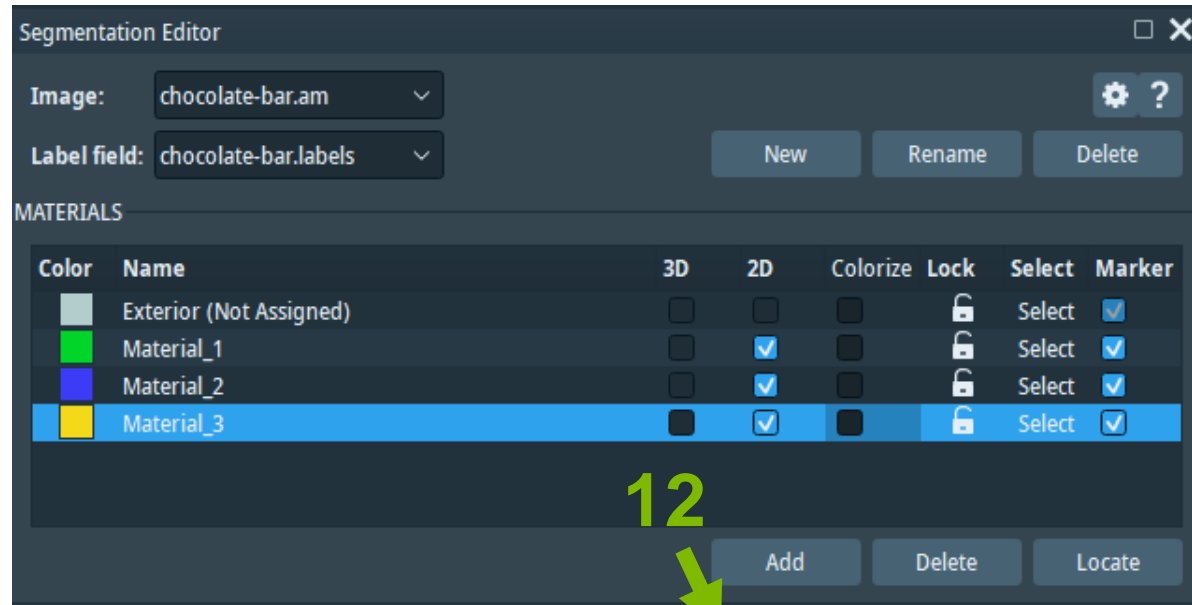 Segmentation Editor
Image: chocolate-bar.am ?
Label field: chocolate-bar.labels New Rename Delete
MATERIALS
Color Name 3D 2D Colorize Lock Select Marker
Exterior (Not Assigned) Select
Material_1 Select
Material_2 Select
Material_3 Select
12
Add Delete Locate